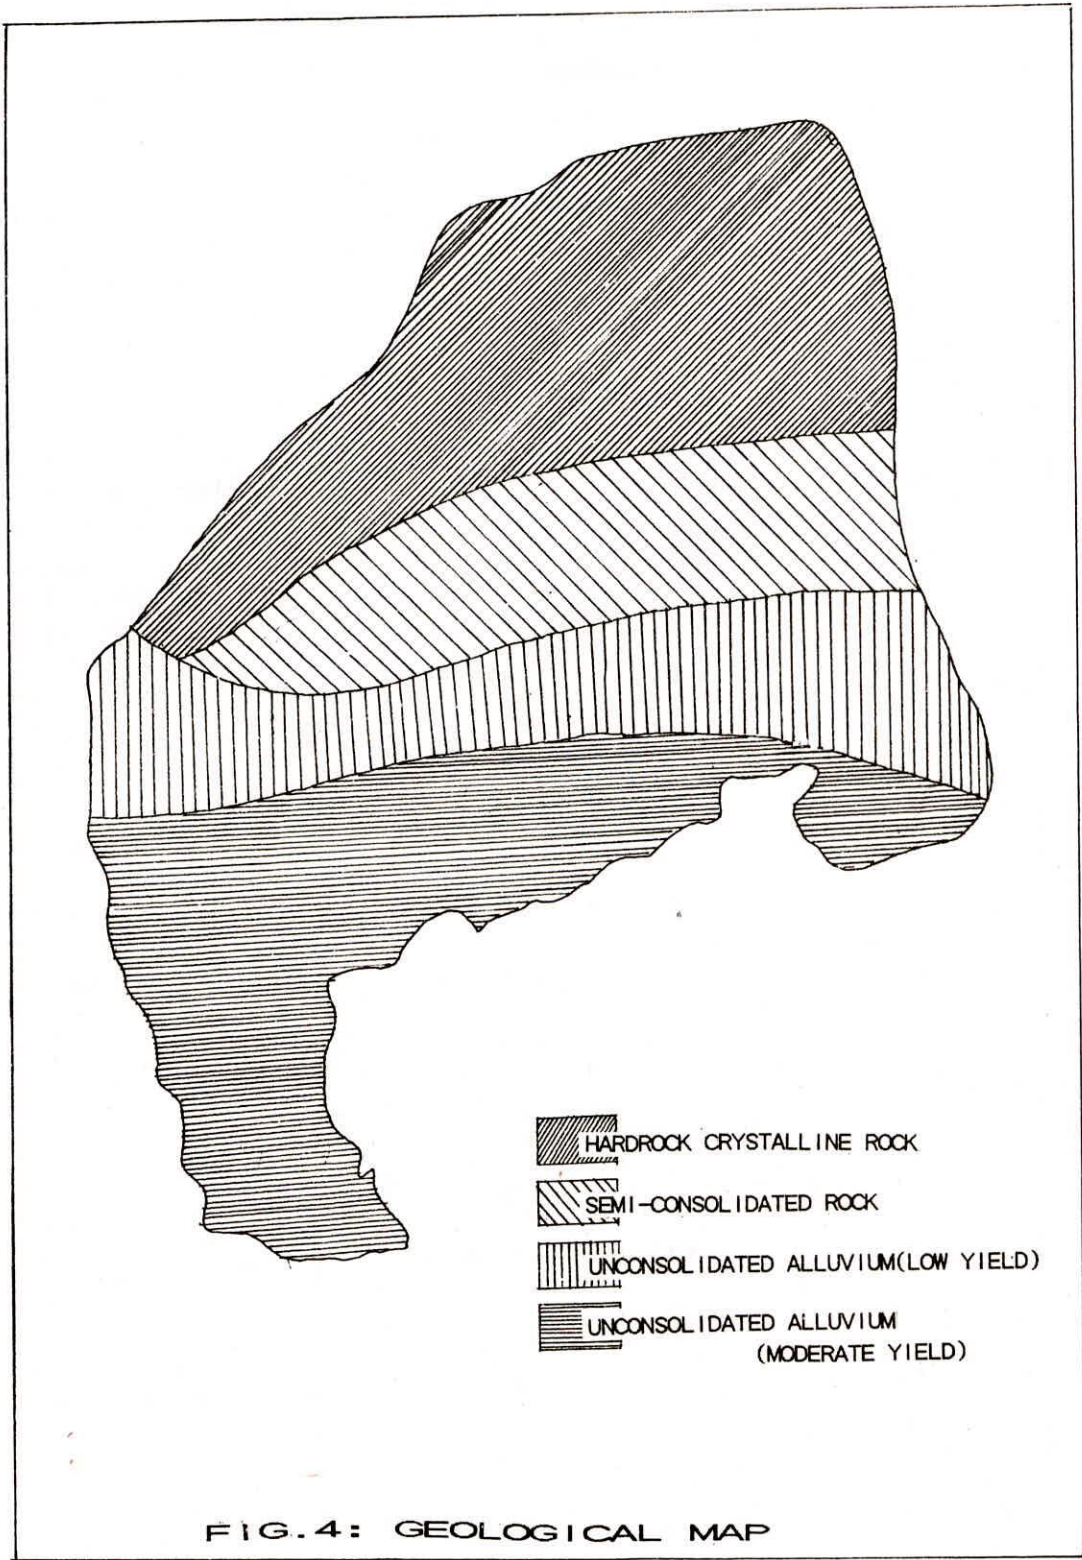 HARDROCK CRYSTALLINE ROCK
SEMI-CONSOLIDATED ROCK
UNCONSOLIDATED ALLUVIUM(LOW YIELD)
UNCONSOLIDATED ALLUVIUM
(MODERATE YIELD)
FIG.4: GEOLOGICAL MAP